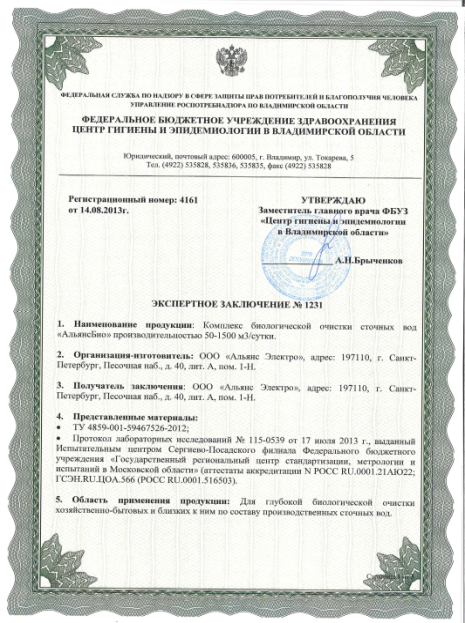 ФЕДЕРАЛЬНАЯ СЛУЖБА ПО НАДЗОРУ В СФЕРЕ ЗАЩИТЫ ПРАВ ПОТРЕБИТЕЛЕЙ И БЛАГОПОЛУЧИЯ ЧЕЛОВЕКА
УПРАВЛЕНИЕ РОСПОТРЕБНАДЗОРА ПО ВЛАДИМИРСКОЙ ОБЛАСТИ
ФЕДЕРАЛЬНОЕ БЮДЖЕТНОЕ УЧРЕЖДЕНИЕ ЗДРАВООХРАНЕНИЯ
ЦЕНТР ГИГИЕНЫ И ЭПИДЕМИОЛОГИИ В ВЛАДИМИРСКОЙ ОБЛАСТИ
Юридический, почтовый адрес: 600005, г. Владимир, ул. Токарева, 5
Тел. (4922) 535828, 535836, 535835, факс (4922) 535828
Регистрационный номер: 4161
от 14.08.2013г.
УТВЕРЖДАЮ
Заместитель главного врача ФБУЗ
«Центр гигиены и эпидемиологии
в Владимирской области»
А.Н.Брыченков
ЭКСПЕРТНОЕ ЗАКЛЮЧЕНИЕ № 1231
1. Наименование продукции: Комплекс биологической очистки сточных вод
«АльянсБио» производительностью 50-1500 м3/сутки.
2. Организация-изготовитель: ООО «Альянс Электро», адрес: 197110, г. Санкт-
Петербург, Песочная наб., д. 40, лит. А, пом. 1-Н.
3. Получатель заключения: ООО «Альянс Электро», адрес: 197110, г. Санкт-
Петербург, Песочная наб., д. 40, лит. А, пом. 1-Н.
4. Представленные материалы:
• ТУ 4859-001-59467526-2012;
• Протокол лабораторных исследований № 115-0539 от 17 июля 2013 г., выданный
Испытательным центром Сергиево-Посадского филиала Федерального бюджетного
учреждения «Государственный региональный центр стандартизации, метрологии и
испытаний в Московской области» (аттестаты аккредитации N РОСС RU.0001.21АЮ22;
ГСЭН.RU.ЦОА.566 (РОСС RU.0001.516503).
5. Область применения продукции: Для глубокой биологической очистки
хозяйственно-бытовых и близких к ним по составу производственных сточных вод.